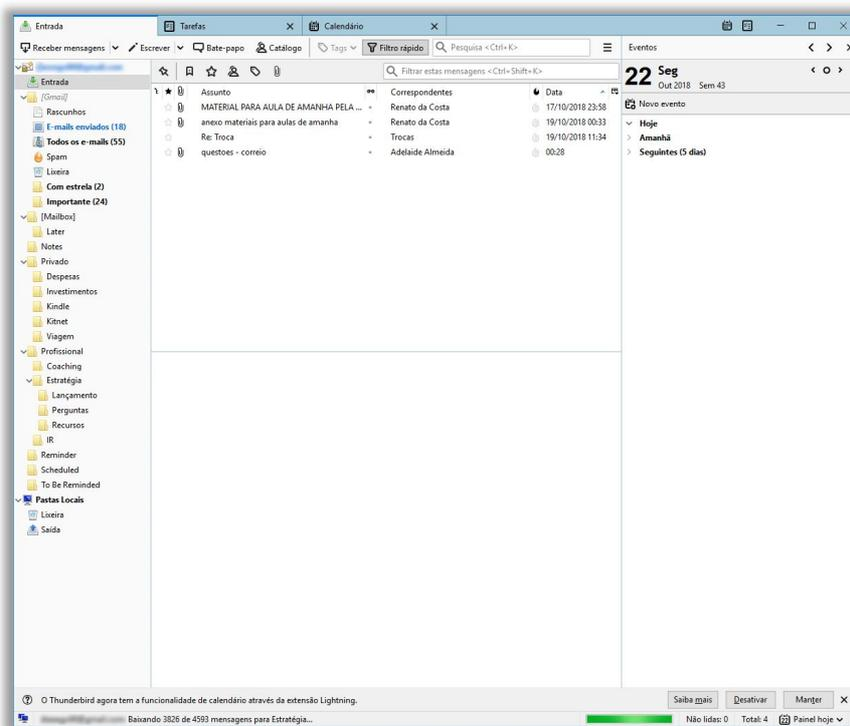 Entrada
Tarefas
Calendário
Receber mensagens
Escrever
Bate-papo
Catálogo
Tags
Filtro rápido
Pesquisa <Ctrl+K>
Eventos
Entrada
[Gmail]
Rascunhos
E-mails enviados (18)
Todos os e-mails (55)
Spam
Lixeira
Com estrela (2)
Importante (24)
[Mailbox]
Later
Notes
Privado
Despesas
Investimentos
Kindle
Kitnet
Viagem
Profissional
Coaching
Estratégia
Lançamento
Perguntas
Recursos
IR
Reminder
Scheduled
To Be Reminded
Pastas Locais
Lixeira
Saída
Filtrar estas mensagens <Ctrl+Shift+K>
Assunto Correspondentes Data
MATERIAL PARA AULA DE AMANHA PELA ... Renato da Costa 17/10/2018 23:58
anexo materiais para aulas de amanha Renato da Costa 19/10/2018 00:33
Re: Troca Trocas 19/10/2018 11:34
questoes - correio Adelaide Almeida 00:28
22 Seg
Out 2018 Sem 43
Novo evento
Hoje
Amanhã
Seguintes (5 dias)
O Thunderbird agora tem a funcionalidade de calendário através da extensão Lightning.
Saiba mais
Desativar
Manter
Baixando 3826 de 4593 mensagens para Estratégia...
Não lidas: 0 Total: 4 Painel hoje